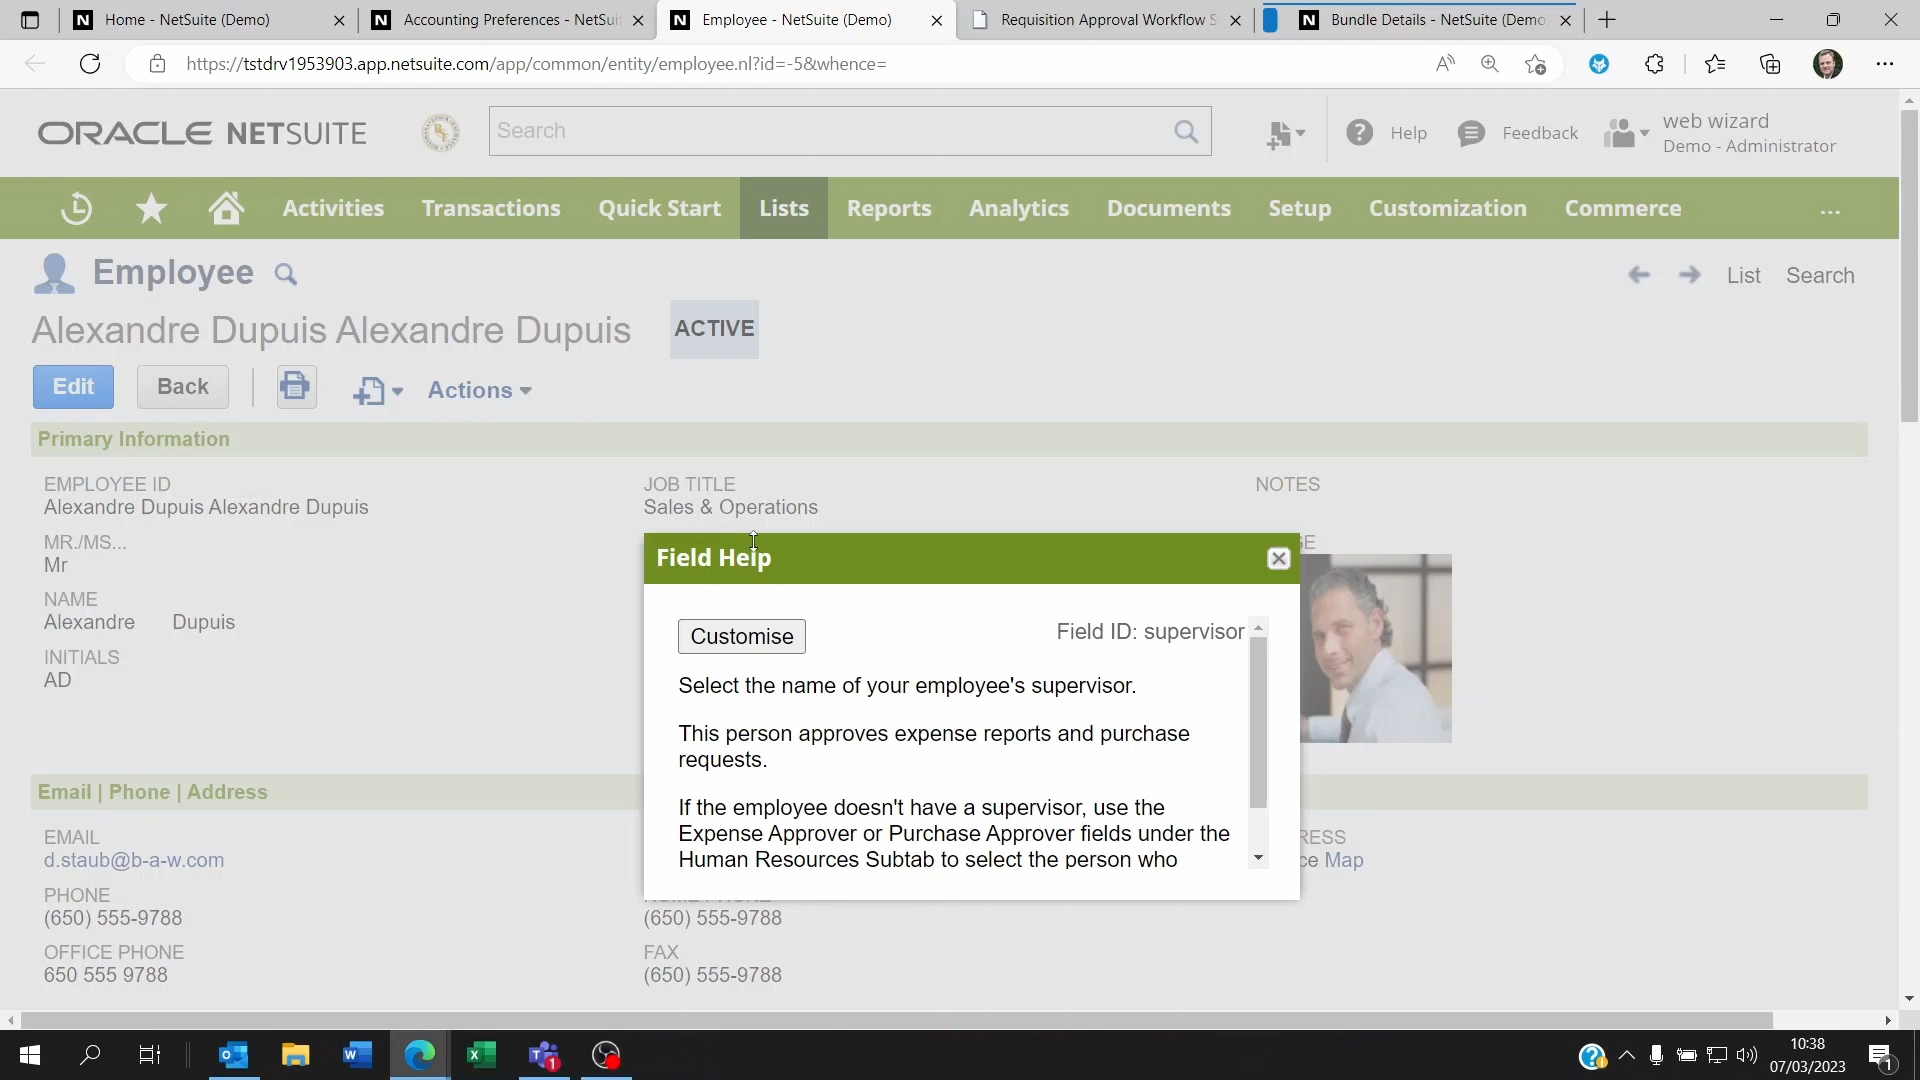 Home - NetSuite (Demo)
Accounting Preferences - NetSui
Employee - NetSuite (Demo)
Requisition Approval Workflow S
Bundle Details - NetSuite (Demo
https://tstdrv1953903.app.netsuite.com/app/common/entity/employee.nl?id=-5&whence=
ORACLE NETSUITE
Search
Help
Feedback
web wizard
Demo - Administrator
Activities
Transactions
Quick Start
Lists
Reports
Analytics
Documents
Setup
Customization
Commerce
...
Employee
List
Search
Alexandre Dupuis Alexandre Dupuis
ACTIVE
Edit
Back
Actions
Primary Information
EMPLOYEE ID
Alexandre Dupuis Alexandre Dupuis
MR./MS...
Mr
NAME
Alexandre Dupuis
INITIALS
AD
JOB TITLE
Sales & Operations
NOTES
GE
Field Help
Customise
Field ID: supervisor
Select the name of your employee's supervisor.
This person approves expense reports and purchase
requests.
If the employee doesn't have a supervisor, use the
Expense Approver or Purchase Approver fields under the
Human Resources Subtab to select the person who
Email | Phone | Address
EMAIL
d.staub@b-a-w.com
PHONE
(650) 555-9788
OFFICE PHONE
650 555 9788
(650) 555-9788
FAX
(650) 555-9788
RESS
ce Map
10:38
07/03/2023
1
1